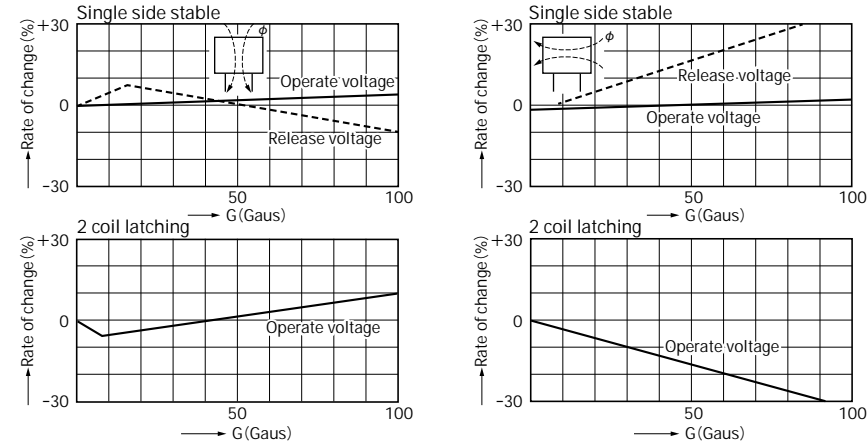 Single side stable
Rate of change (%)
+30
0
-30
ϕ
Operate voltage
Release voltage
50
100
G (Gaus)
Single side stable
Rate of change (%)
+30
0
-30
ϕ
Release voltage
Operate voltage
50
100
G (Gaus)
2 coil latching
Rate of change (%)
+30
0
-30
Operate voltage
50
100
G (Gaus)
2 coil latching
Rate of change (%)
+30
0
-30
Operate voltage
50
100
G (Gaus)